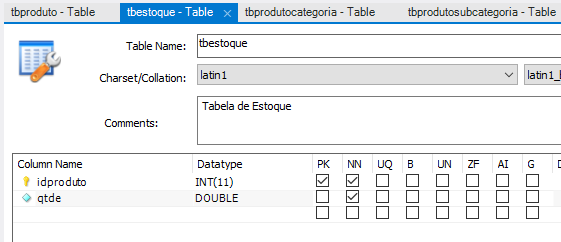 tbproduto - Table tbestoque - Table × tbprodutocategoria - Table tbprodutosubcategoria - Table
Table Name: tbestoque
Charset/Collation: latin1
Comments: Tabela de Estoque
Column Name Datatype PK NN UQ B UN ZF AI G
idproduto INT(11)
qtde DOUBLE